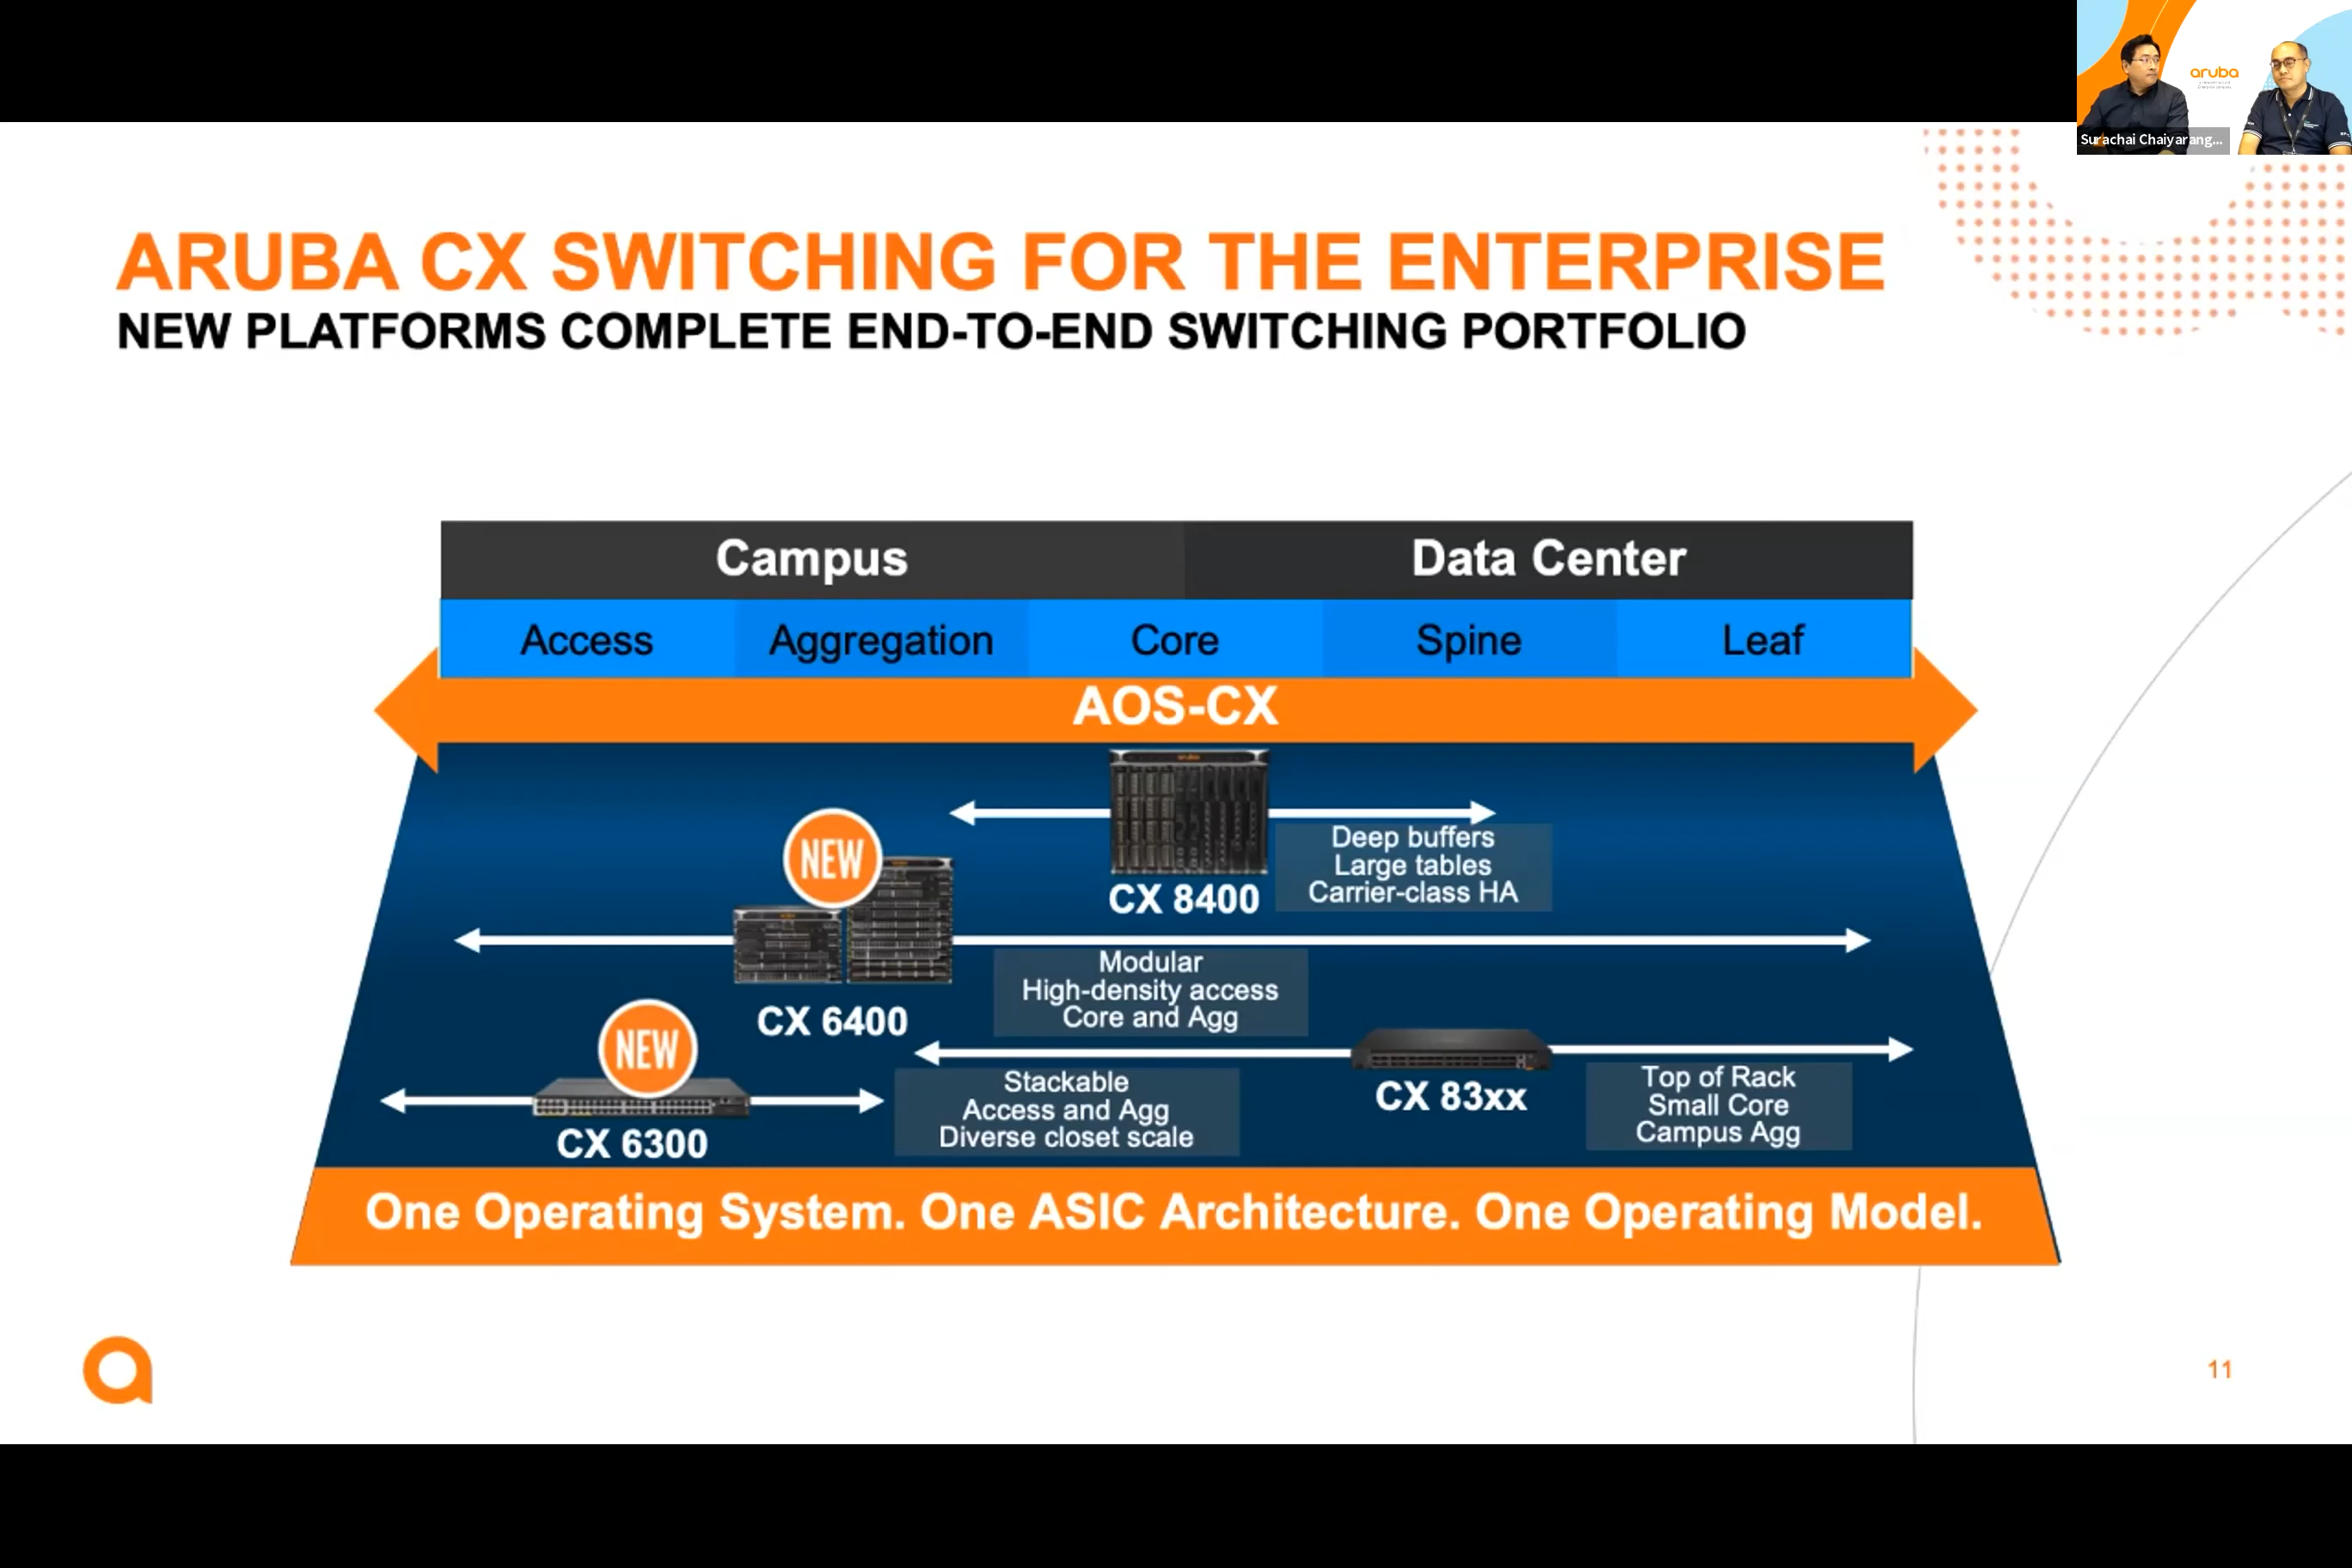 aruba
Surachai Chaiyarang...
ARUBA CX SWITCHING FOR THE ENTERPRISE
NEW PLATFORMS COMPLETE END-TO-END SWITCHING PORTFOLIO
Campus
Data Center
Access
Aggregation
Core
Spine
Leaf
AOS-CX
CX 8400
Deep buffers
Large tables
Carrier-class HA
NEW
CX 6400
Modular
High-density access
Core and Agg
NEW
CX 6300
Stackable
Access and Agg
Diverse closet scale
CX 83xx
Top of Rack
Small Core
Campus Agg
One Operating System. One ASIC Architecture. One Operating Model.
11